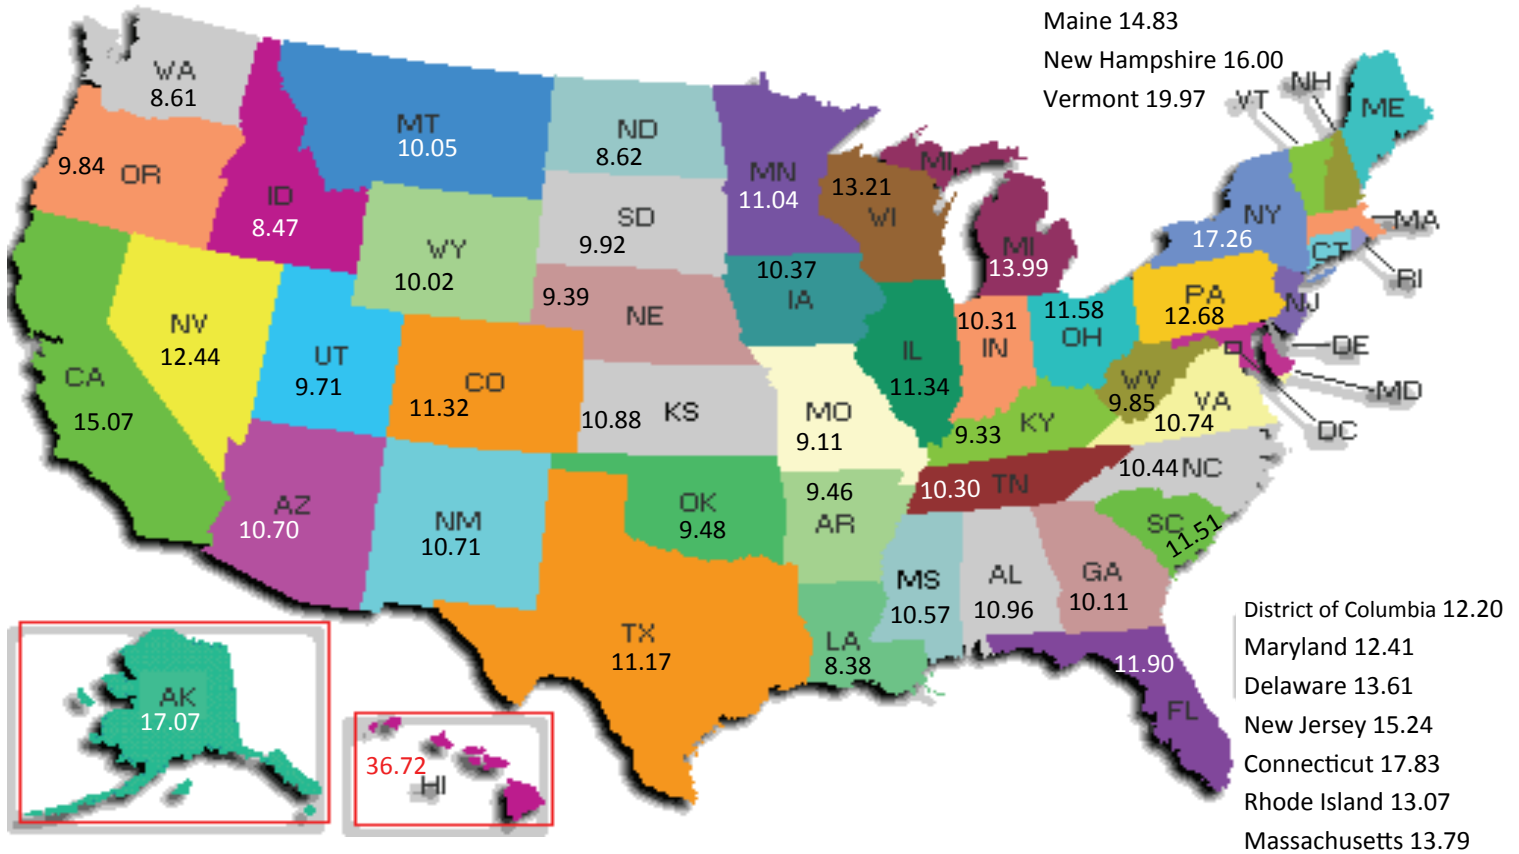 Maine 14.83
New Hampshire 16.00
Vermont 19.97
NH
VT
ME
WA
8.61
MT
10.05
ND
8.62
MN
11.04
MI
13.21
WI
9.84
OR
ID
8.47
SD
9.92
WY
10.02
MI
13.99
NY
17.26
MA
CT
RI
10.37
IA
9.39
NE
PA
12.68
NJ
NV
12.44
UT
9.71
CO
11.32
10.88
KS
IL
11.34
10.31
IN
11.58
OH
DE
MD
DC
WV
9.85
VA
10.74
CA
15.07
MO
9.11
9.33
KY
10.44 NC
10.30 TN
AZ
10.70
NM
10.71
OK
9.48
9.46
AR
SC
11.51
MS
10.57
AL
10.96
GA
10.11
TX
11.17
LA
8.38
11.90
FL
AK
17.07
36.72
HI
District of Columbia 12.20
Maryland 12.41
Delaware 13.61
New Jersey 15.24
Connecticut 17.83
Rhode Island 13.07
Massachusetts 13.79